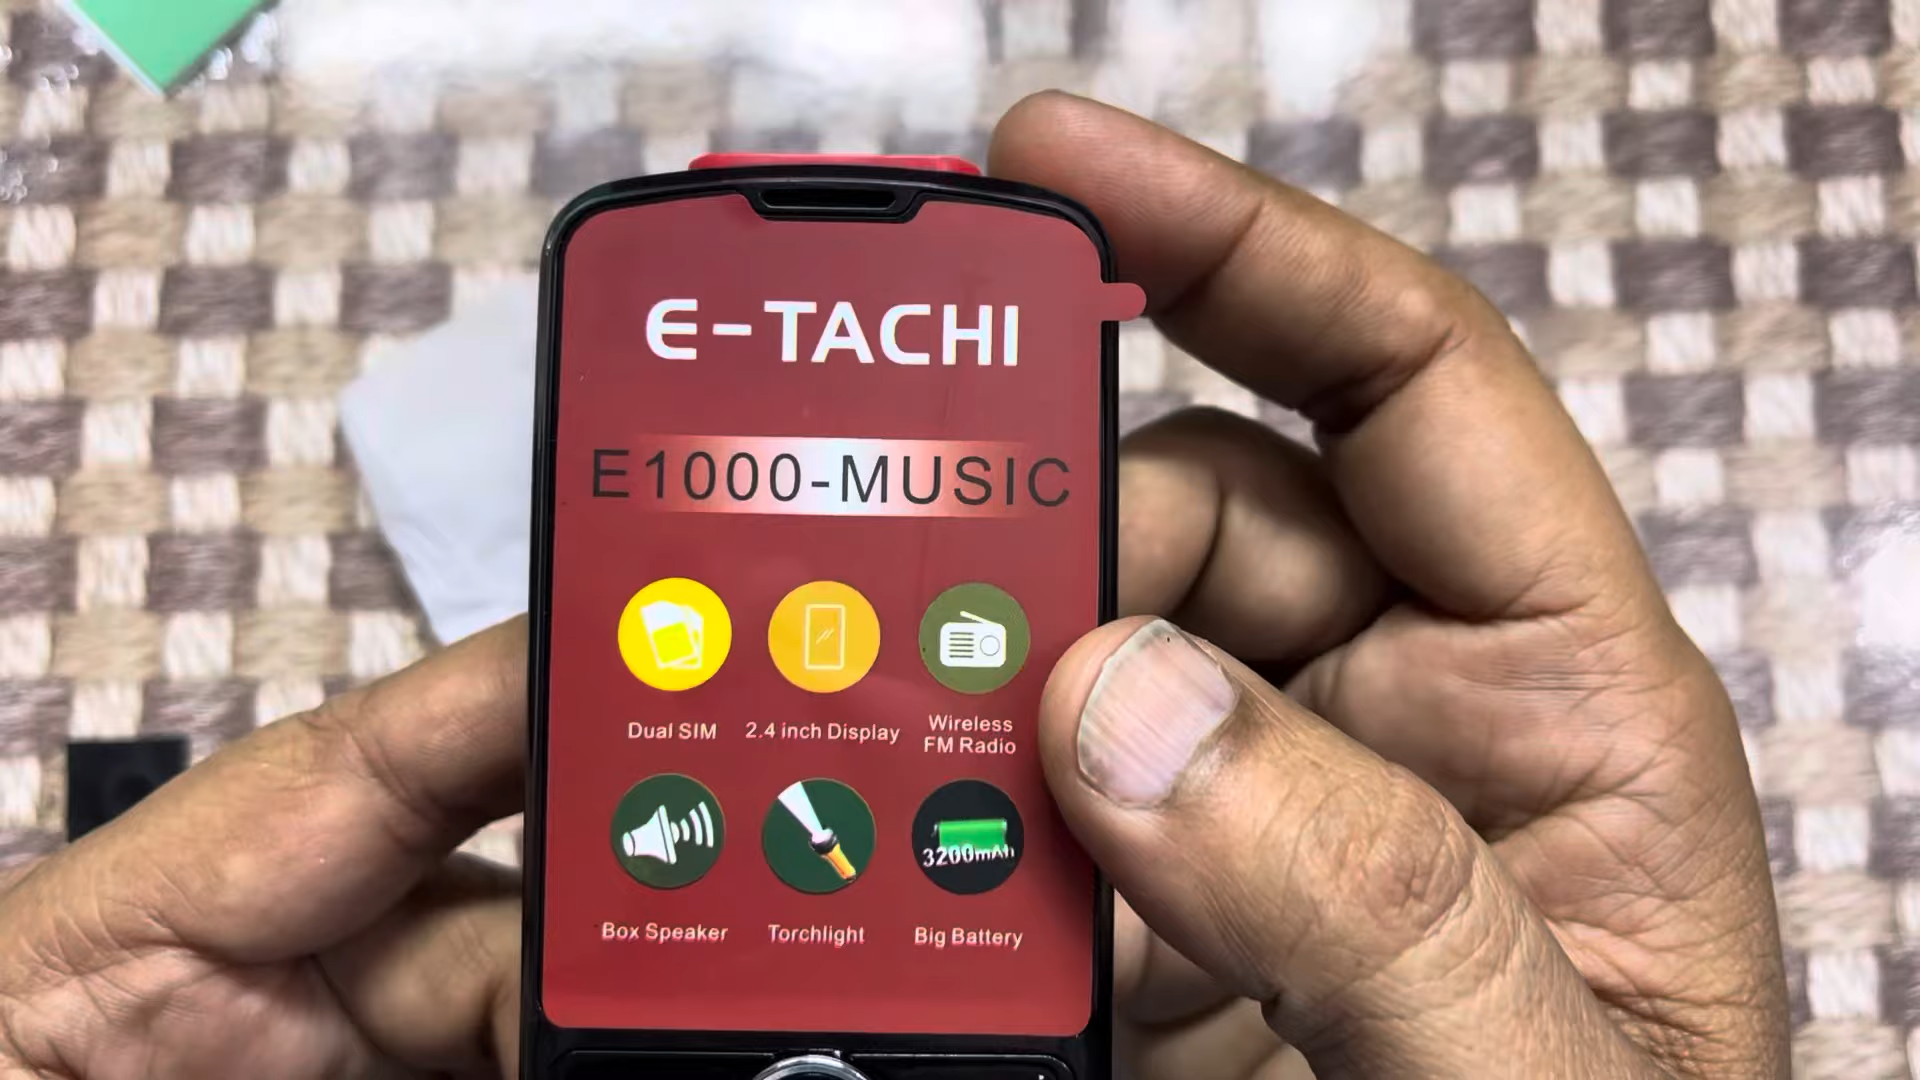 E-TACHI
E1000-MUSIC
Dual SIM
2.4 inch Display
Wireless
FM Radio
3200mAh
Box Speaker
Torchlight
Big Battery